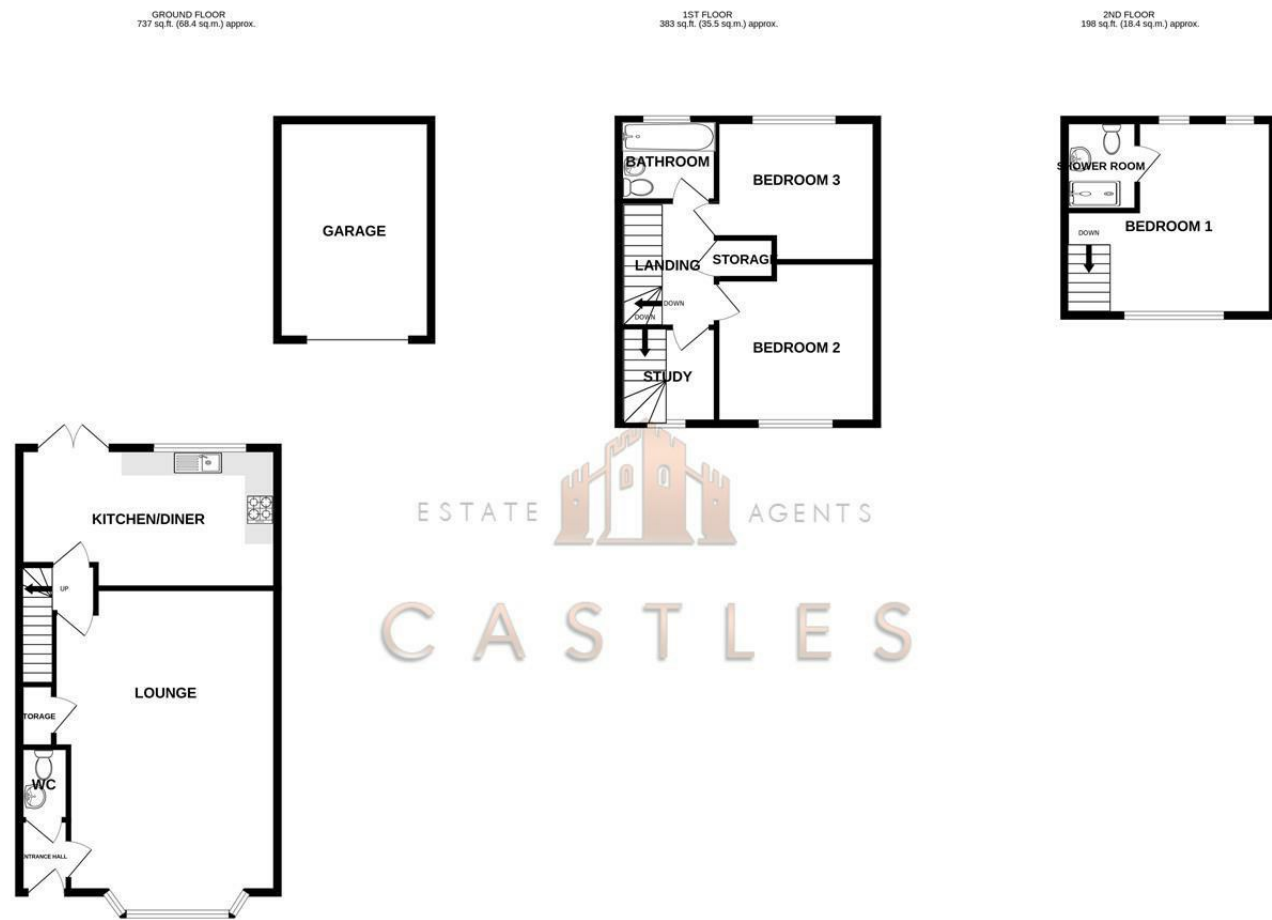 GROUND FLOOR
737 sq.ft. (68.4 sq.m.) approx.
1ST FLOOR
383 sq.ft. (35.5 sq.m.) approx.
2ND FLOOR
198 sq.ft. (18.4 sq.m.) approx.
GARAGE
KITCHEN/DINER
UP
LOUNGE
TORAGE
WC
NTRANCE HALL
BATHROOM
BEDROOM 3
STORAGE
LANDING
DOWN
DOWN
BEDROOM 2
STUDY
SHOWER ROOM
BEDROOM 1
DOWN
ESTATE AGENTS
CASTLES